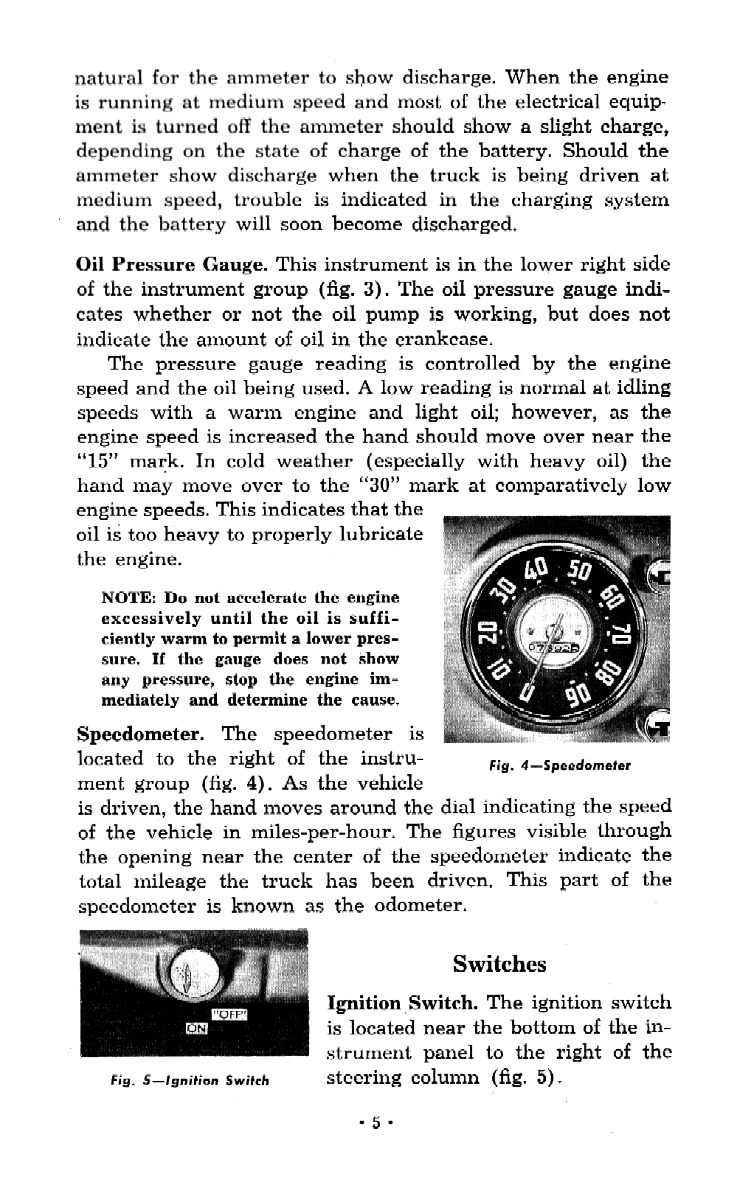 natural for the ammeter to show discharge. When the engine
is running at medium speed and most of the electrical equip-
ment is turned off the ammeter should show a slight charge,
depending on the state of charge of the battery. Should the
ammeter show discharge when the truck is being driven at
medium speed, trouble is indicated in the charging system
and the battery will soon become discharged.
Oil Pressure Gauge. This instrument is in the lower right side
of the instrument group (fig. 3). The oil pressure gauge indi-
cates whether or not the oil pump is working, but does not
indicate the amount of oil in the crankcase.
The pressure gauge reading is controlled by the engine
speed and the oil being used. A low reading is normal at idling
speeds with a warm engine and light oil; however, as the
engine speed is increased the hand should move over near the
“15” mark. In cold weather (especially with heavy oil) the
hand may move over to the “30” mark at comparatively low
engine speeds. This indicates that the
oil is too heavy to properly lubricate
the engine.
NOTE: Do not accelerate the engine
excessively until the oil is suffi-
ciently warm to permit a lower pres-
sure. If the gauge does not show
any pressure, stop the engine im-
mediately and determine the cause.
0 10 20 30 40 50 60 70 80 90
Fig. 4—Speedometer
Speedometer. The speedometer is
located to the right of the instru-
ment group (fig. 4). As the vehicle
is driven, the hand moves around the dial indicating the speed
of the vehicle in miles-per-hour. The figures visible through
the opening near the center of the speedometer indicate the
total mileage the truck has been driven. This part of the
speedometer is known as the odometer.
"OFF"
ON
Fig. 5—Ignition Switch
Switches
Ignition Switch. The ignition switch
is located near the bottom of the in-
strument panel to the right of the
steering column (fig. 5).
• 5 •